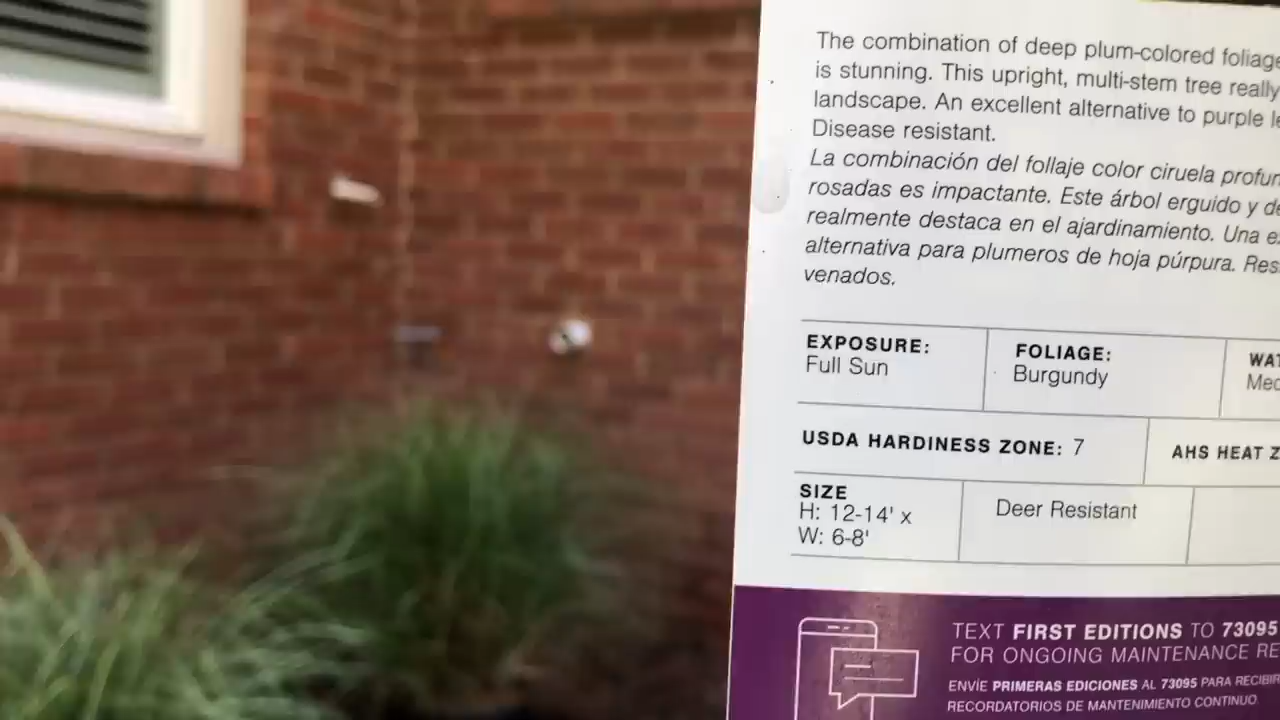 The combination of deep plum-colored foliage
is stunning. This upright, multi-stem tree really
landscape. An excellent alternative to purple
Disease resistant.
La combinación del follaje color ciruela
rosadas es impactante. Este árbol erguido y
realmente destaca en el ajardinamiento. Una
alternativa para plumeros de hoja púrpura.
venados.
EXPOSURE:
Full Sun
FOLIAGE:
Burgundy
USDA HARDINESS ZONE: 7
AHS HEAT
SIZE
H: 12-14' x
W: 6-8'
Deer Resistant
TEXT FIRST EDITIONS TO 73095
FOR ONGOING MAINTENANCE
ENVÍE PRIMERAS EDICIONES AL 73095 PARA
RECORDATORIOS DE MANTENIMIENTO CONTINUO.